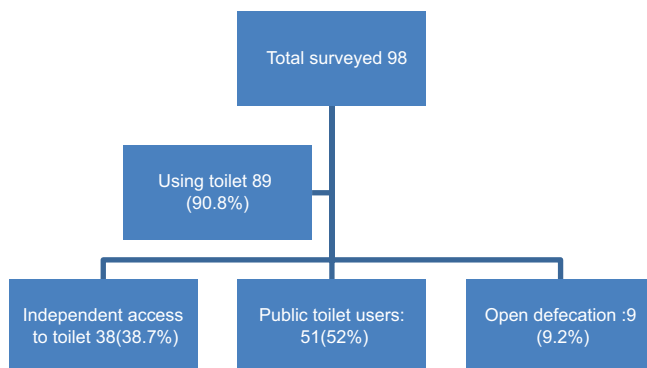 Total surveyed 98
Using toilet 89
(90.8%)
Independent access
to toilet 38(38.7%)
Public toilet users:
51(52%)
Open defecation :9
(9.2%)